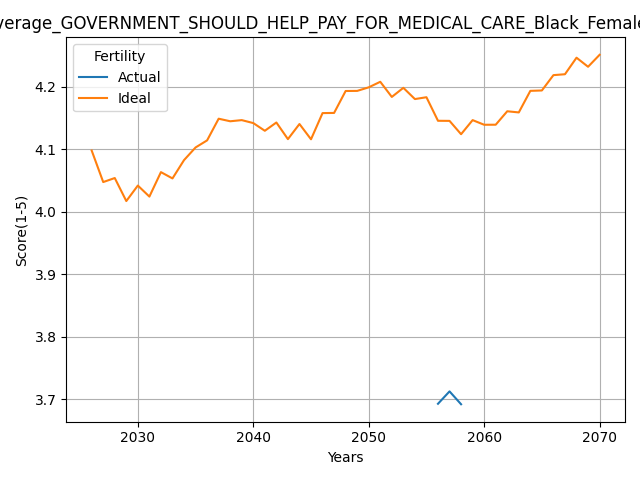 verage_GOVERNMENT_SHOULD_HELP_PAY_FOR_MEDICAL_CARE_Black_Female
Fertility
Actual
Ideal
4.2
4.1
4.0
3.9
3.8
3.7
Score(1-5)
2030 2040 2050 2060 2070
Years